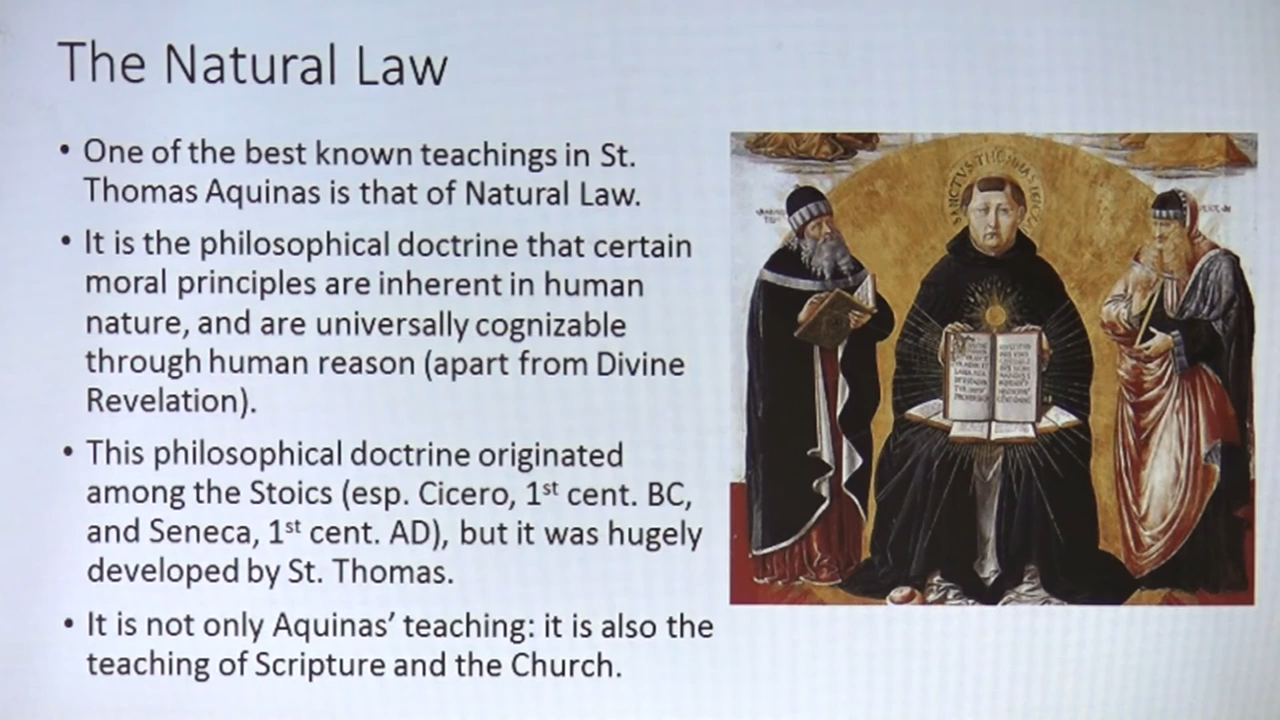 The Natural Law
• One of the best known teachings in St.
Thomas Aquinas is that of Natural Law.
• It is the philosophical doctrine that certain
moral principles are inherent in human
nature, and are universally cognizable
through human reason (apart from Divine
Revelation).
• This philosophical doctrine originated
among the Stoics (esp. Cicero, 1st cent. BC,
and Seneca, 1st cent. AD), but it was hugely
developed by St. Thomas.
• It is not only Aquinas’ teaching: it is also the
teaching of Scripture and the Church.
SANCTVS